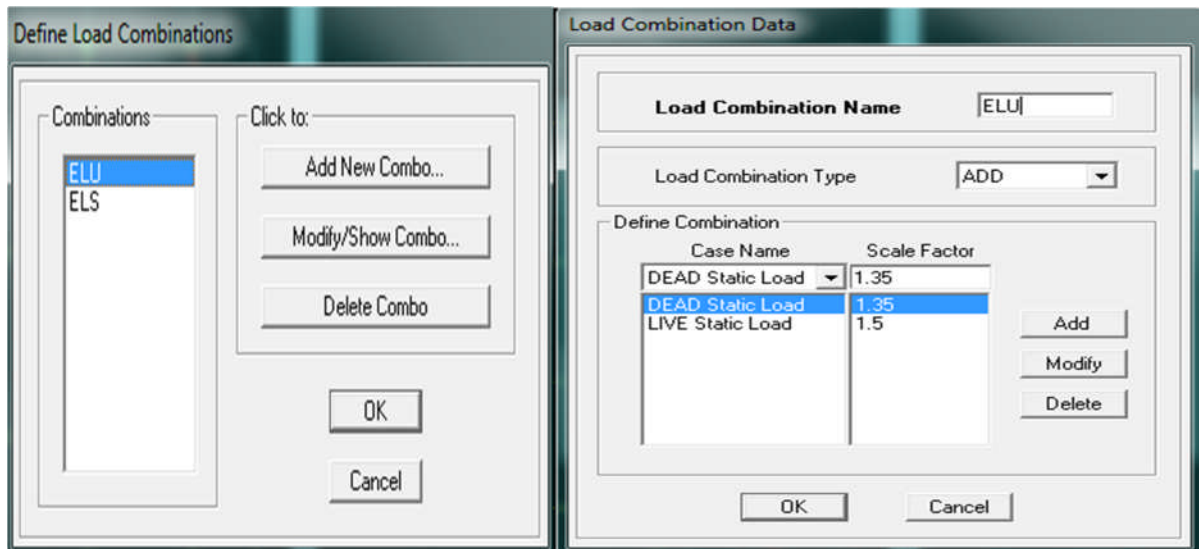 Define Load Combinations
Combinations
ELU
ELS
Click to:
Add New Combo...
Modify/Show Combo...
Delete Combo
OK
Cancel
Load Combination Data
Load Combination Name ELU
Load Combination Type ADD
Define Combination
Case Name Scale Factor
DEAD Static Load 1.35
DEAD Static Load 1.35
LIVE Static Load 1.5
Add
Modify
Delete
OK Cancel